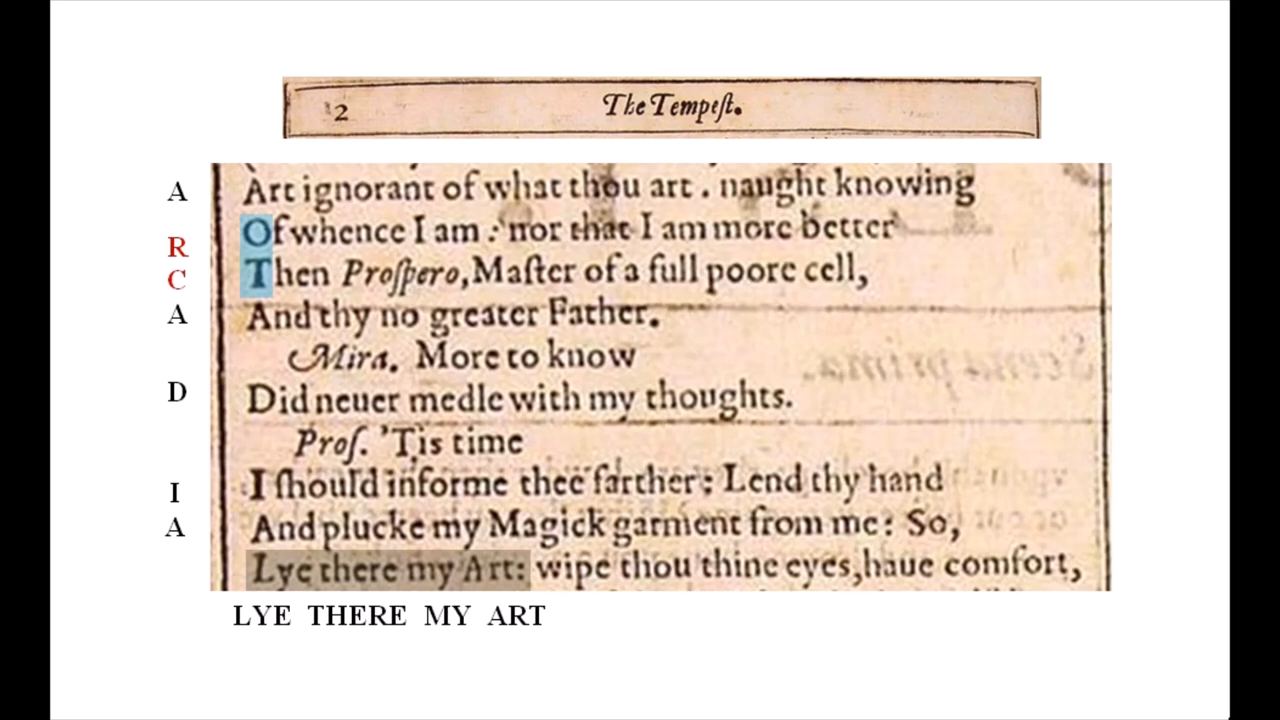 2 The Tempeſt.
A Art ignorant of what thou art . naught knowing
R Of whence I am : nor that I am more better
C Then Proſpero, Maſter of a full poore cell,
A And thy no greater Father.
Mira. More to know
D Did neuer medle with my thoughts.
Proſ. 'Tis time
I I ſhould informe thee farther: Lend thy hand
A And plucke my Magick garment from me: So,
Lye there my Art: wipe thou thine eyes, haue comfort,
LYE THERE MY ART